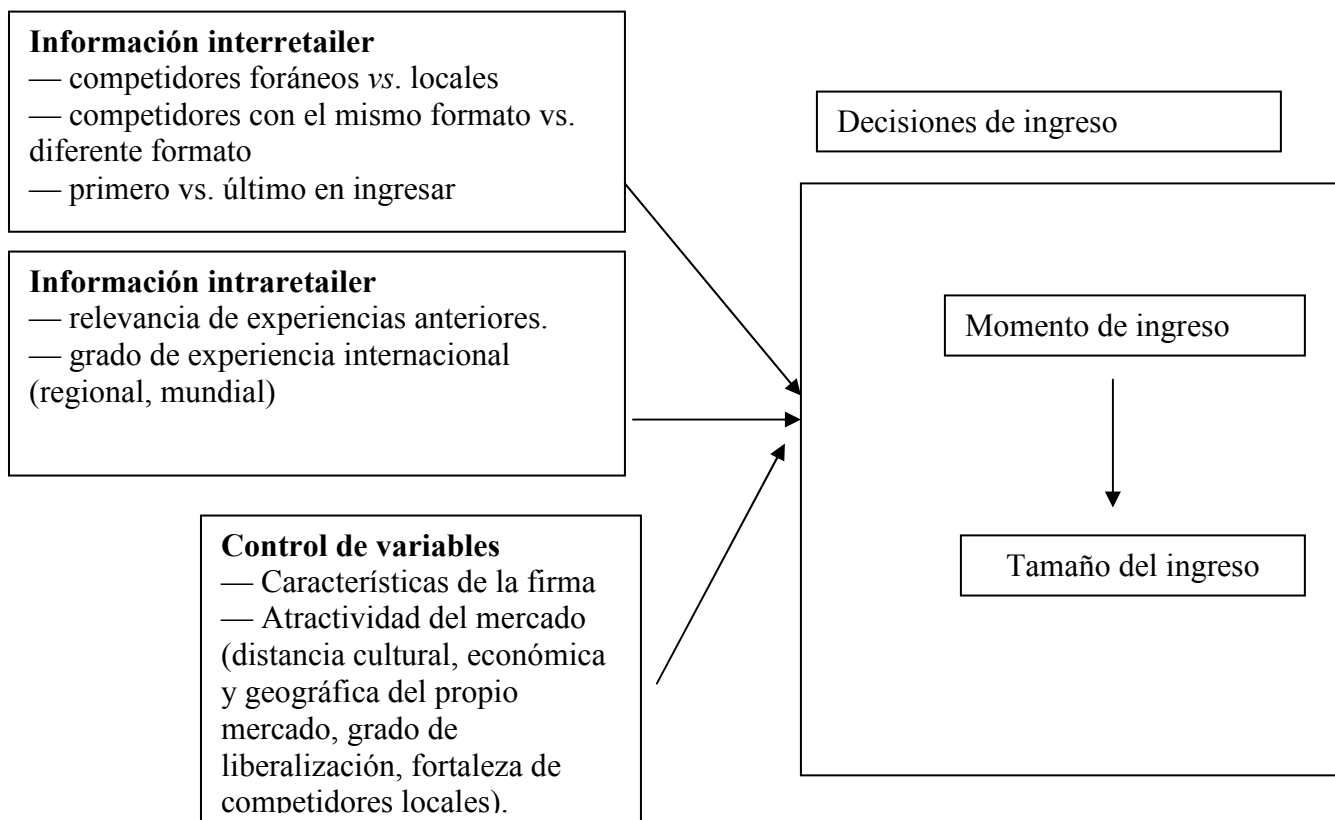 Información interretailer
— competidores foráneos vs. locales
— competidores con el mismo formato vs.
diferente formato
— primero vs. último en ingresar
Información intraretailer
— relevancia de experiencias anteriores.
— grado de experiencia internacional
(regional, mundial)
Control de variables
— Características de la firma
— Atractividad del mercado
(distancia cultural, económica
y geográfica del propio
mercado, grado de
liberalización, fortaleza de
competidores locales).
Decisiones de ingreso
Momento de ingreso
Tamaño del ingreso